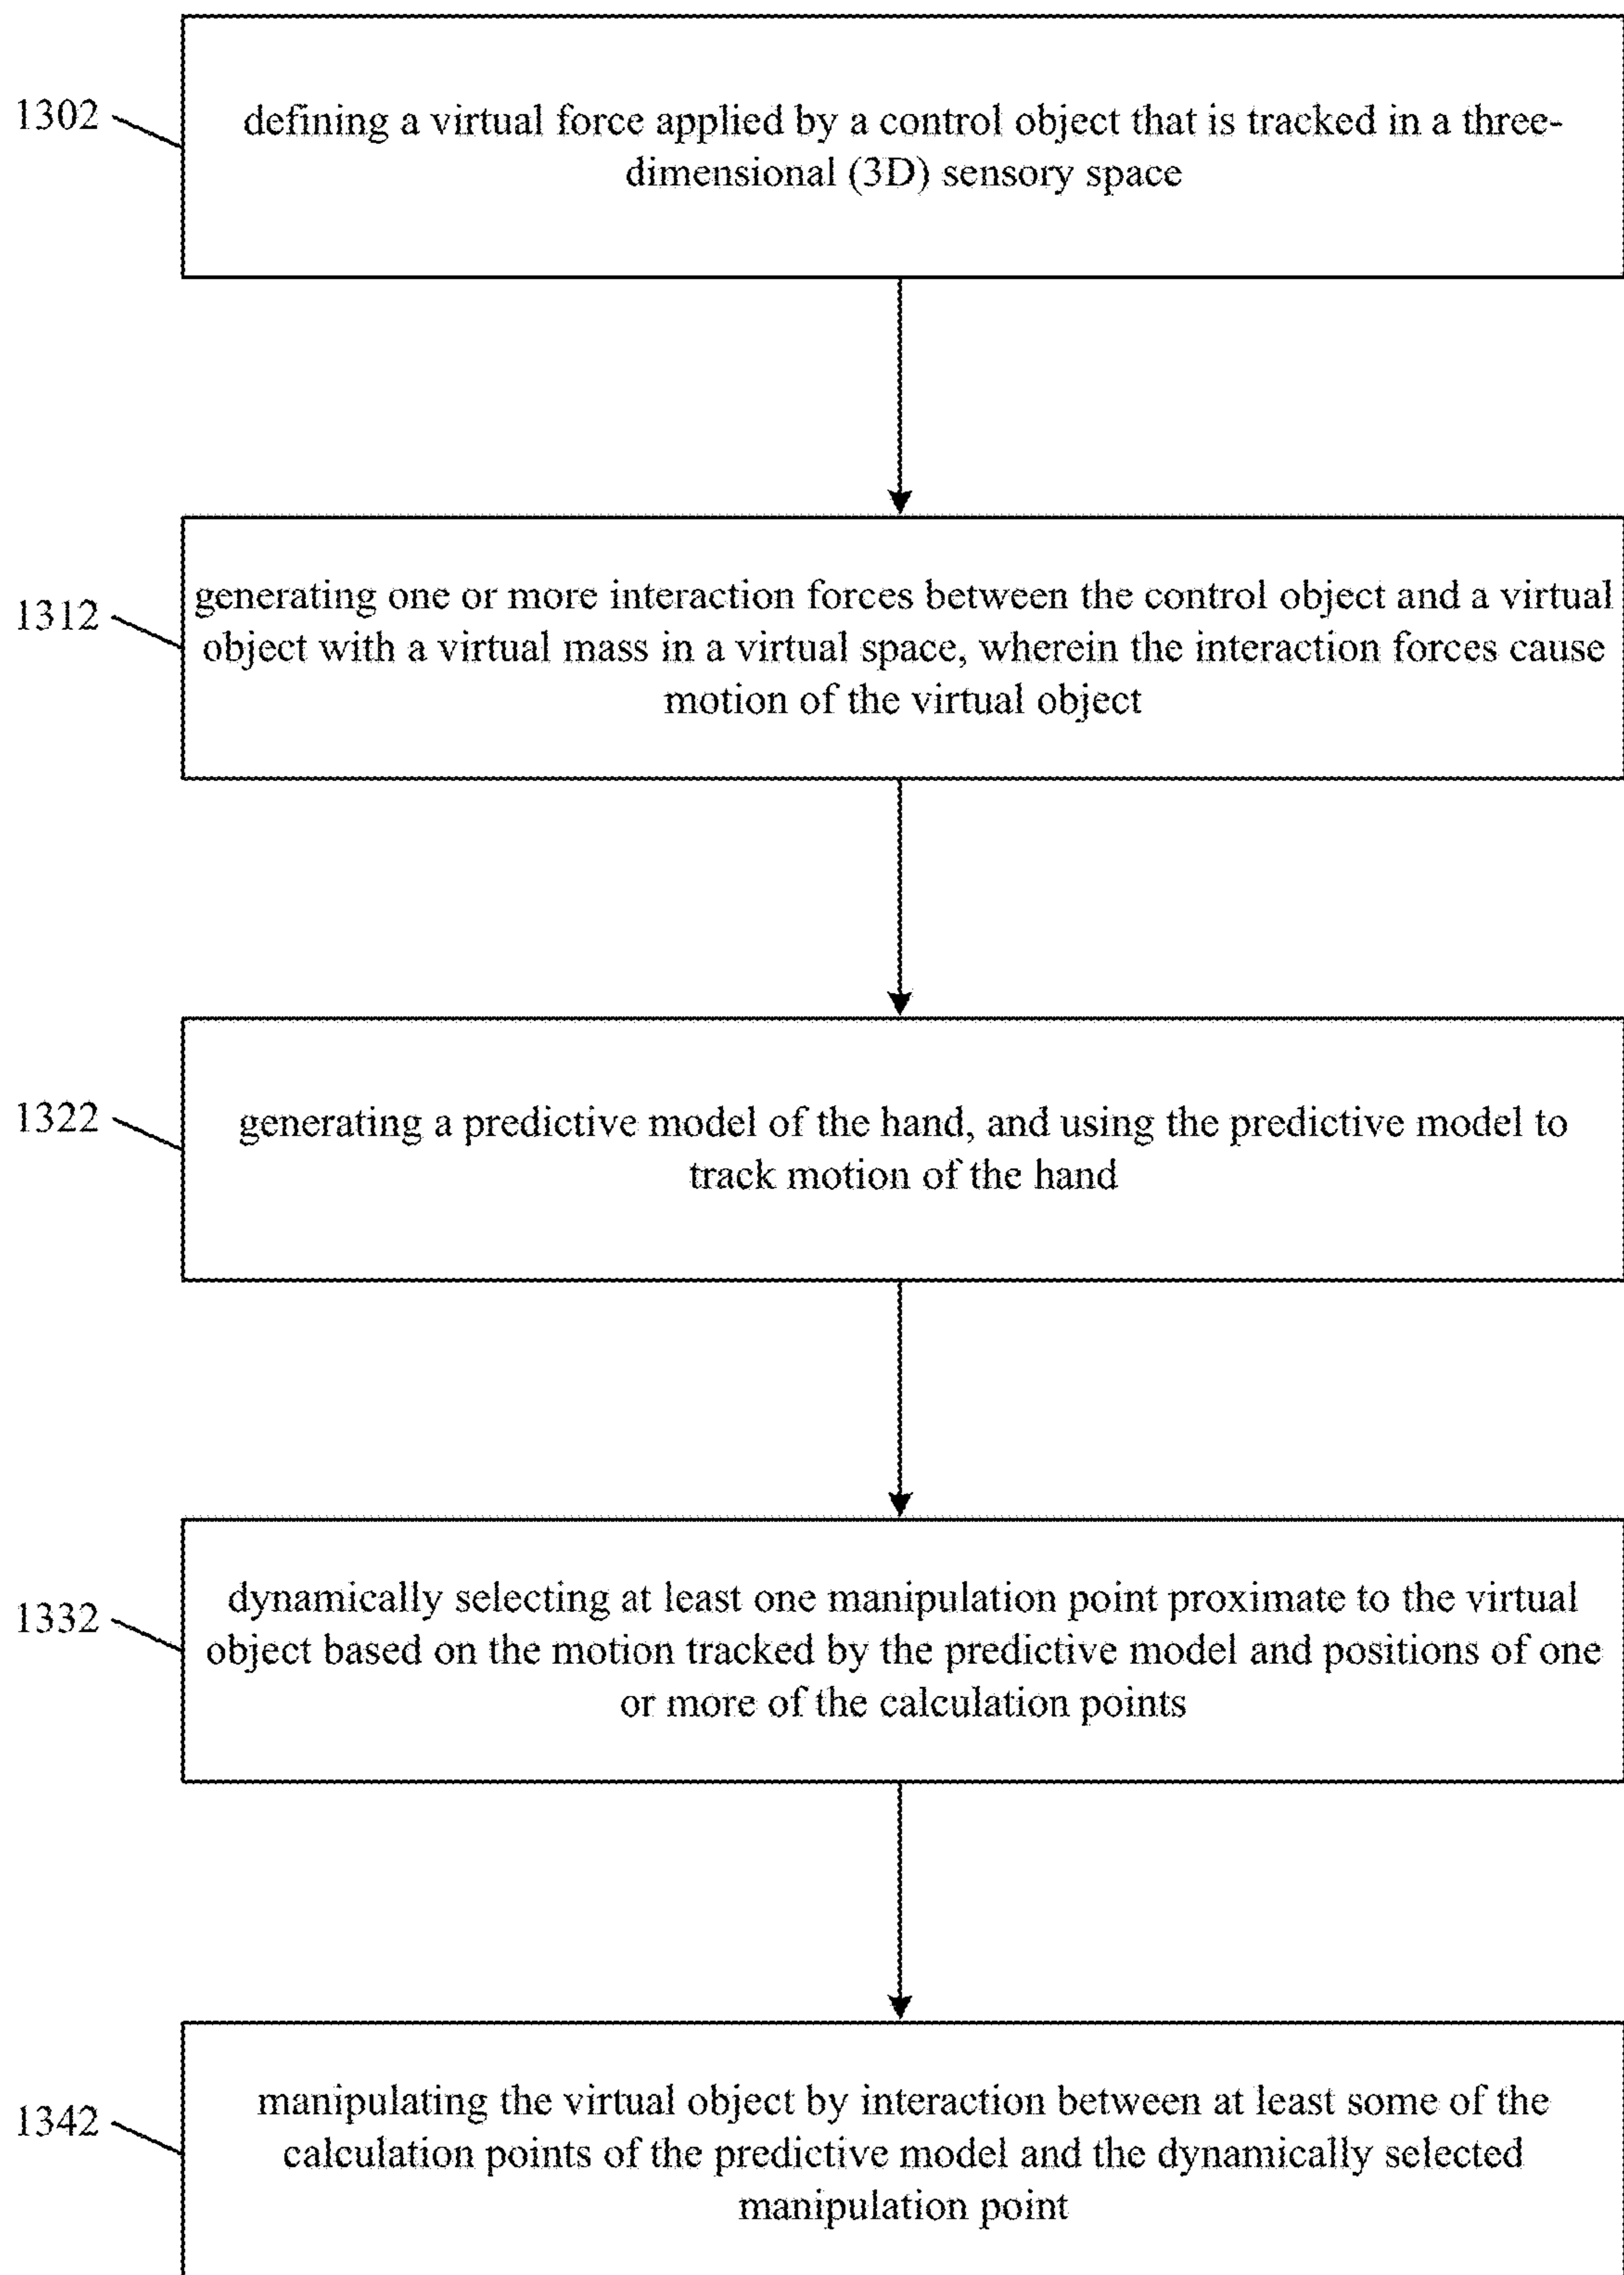 1302
defining a virtual force applied by a control object that is tracked in a three-
dimensional (3D) sensory space
1312
generating one or more interaction forces between the control object and a virtual
object with a virtual mass in a virtual space, wherein the interaction forces cause
motion of the virtual object
1322
generating a predictive model of the hand, and using the predictive model to
track motion of the hand
1332
dynamically selecting at least one manipulation point proximate to the virtual
object based on the motion tracked by the predictive model and positions of one
or more of the calculation points
1342
manipulating the virtual object by interaction between at least some of the
calculation points of the predictive model and the dynamically selected
manipulation point